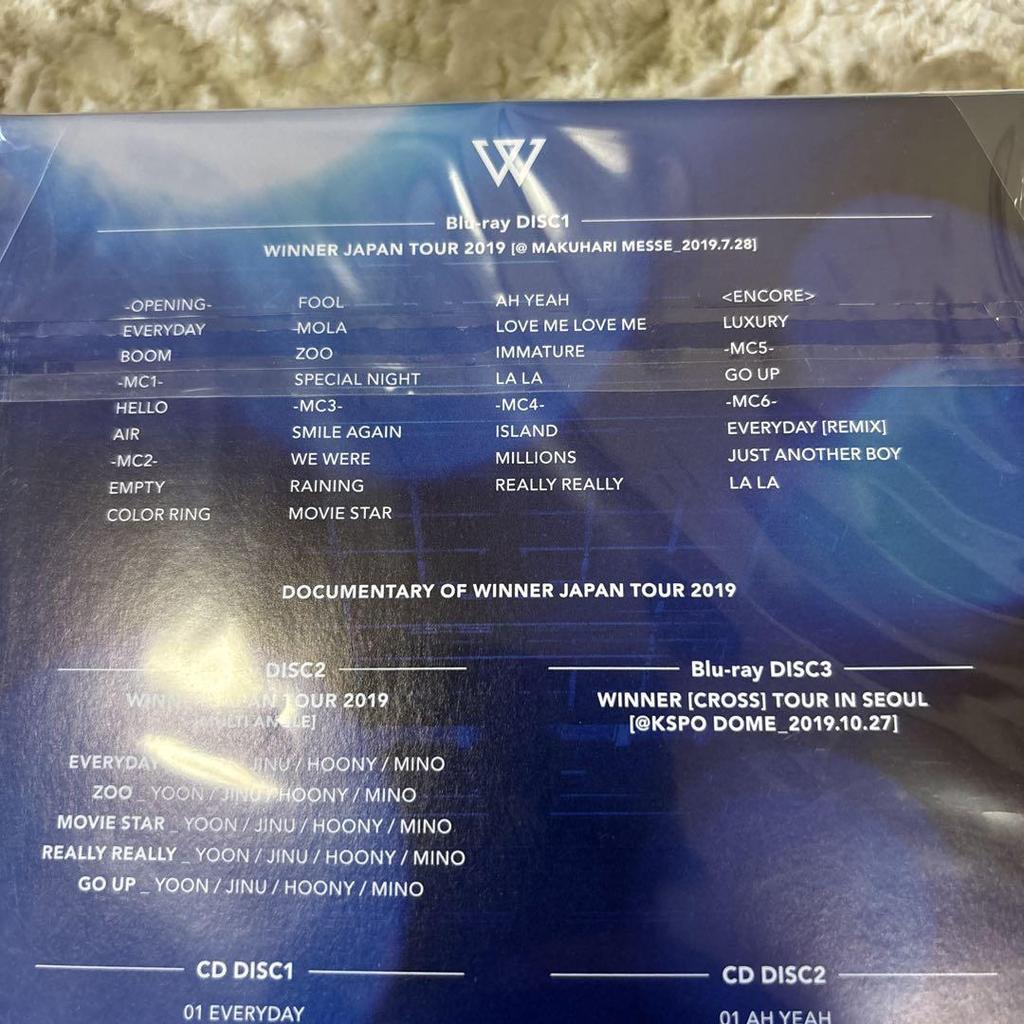 W
Blu-ray DISC1
WINNER JAPAN TOUR 2019 [@ MAKUHARI MESSE_2019.7.28]
-OPENING-
EVERYDAY
BOOM
-MC1-
HELLO
AIR
-MC2-
EMPTY
COLOR RING
FOOL
MOLA
ZOO
SPECIAL NIGHT
-MC3-
SMILE AGAIN
WE WERE
RAINING
MOVIE STAR
AH YEAH
LOVE ME LOVE ME
IMMATURE
LA LA
-MC4-
ISLAND
MILLIONS
REALLY REALLY
<ENCORE>
LUXURY
-MC5-
GO UP
-MC6-
EVERYDAY [REMIX]
JUST ANOTHER BOY
LA LA
DOCUMENTARY OF WINNER JAPAN TOUR 2019
DISC2
WINNER JAPAN TOUR 2019
[MULTI ANGLE]
EVERYDAY / JINU / HOONY / MINO
ZOO _ YOON / JINU / HOONY / MINO
MOVIE STAR _ YOON / JINU / HOONY / MINO
REALLY REALLY _ YOON / JINU / HOONY / MINO
GO UP _ YOON / JINU / HOONY / MINO
Blu-ray DISC3
WINNER [CROSS] TOUR IN SEOUL
[@KSPO DOME_2019.10.27]
CD DISC1
01 EVERYDAY
CD DISC2
01 AH YEAH